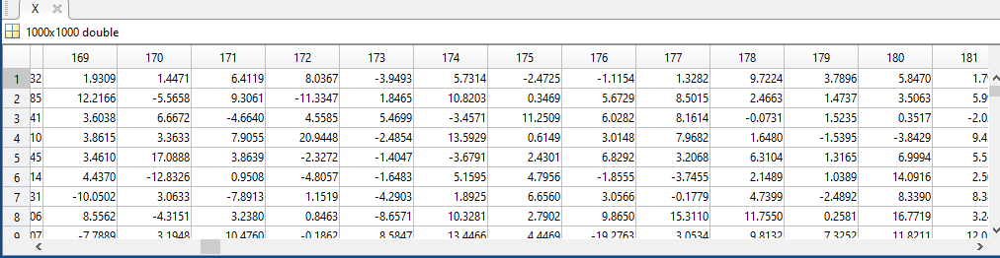 X
1000x1000 double
169 170 171 172 173 174 175 176 177 178 179 180 181
1 32 1.9309 1.4471 6.4119 8.0367 -3.9493 5.7314 -2.4725 -1.1154 1.3282 9.7224 3.7896 5.8470 1.7
2 85 12.2166 -5.5658 9.3061 -11.3347 1.8465 10.8203 0.3469 5.6729 8.5015 2.4663 1.4737 3.5063 5.9
3 41 3.6038 6.6672 -4.6640 4.5585 5.4699 -3.4571 11.2509 6.0282 8.1614 -0.0731 1.5235 0.3517 -2.0
4 10 3.8615 3.3633 7.9055 20.9448 -2.4854 13.5929 0.6149 3.0148 7.9682 1.6480 -1.5395 -3.8429 9.4
5 45 3.4610 17.0888 3.8639 -2.3272 -1.4047 -3.6791 2.4301 6.8292 3.2068 6.3104 1.3165 6.9994 5.5
6 14 4.4370 -12.8326 0.9508 -4.8057 -1.6483 5.1595 4.7956 -1.8555 -3.7455 2.1489 1.0389 14.0916 2.5
7 31 -10.0502 3.0633 -7.8913 1.1519 -4.2903 1.8925 6.6560 3.0566 -0.1779 4.7399 -2.4892 8.3390 8.3
8 06 8.5562 -4.3151 3.2380 0.8463 -8.6571 10.3281 2.7902 9.8650 15.3110 11.7550 0.2581 16.7719 3.2
9 07 -7.7889 3.1948 10.4760 -0.1862 8.5847 13.4466 4.4469 -19.2763 3.0534 9.8132 7.3252 11.8211 12.0